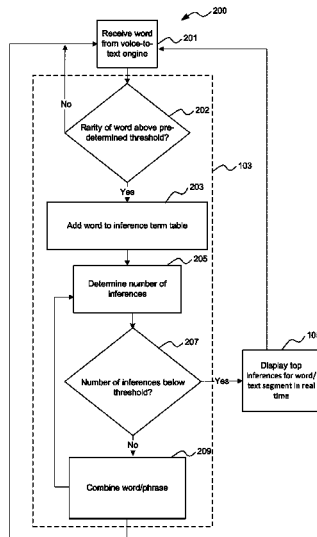 200
Receive word
from voice-to-
text engine
201
No
202
Rarity of word above pre-
determined threshold?
103
Yes
203
Add word to inference term table
205
Determine number of
inferences
207
Number of inferences below
threshold?
Yes
Display top
inferences for word/
text segment in real
time
No
209
Combine word/phrase